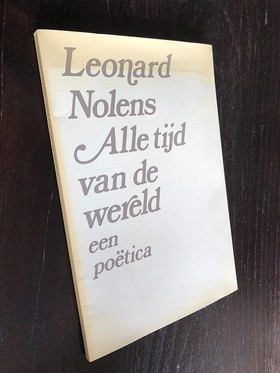 Leonard
Nolens
Alle tijd
van de
wereld
een
poëtica